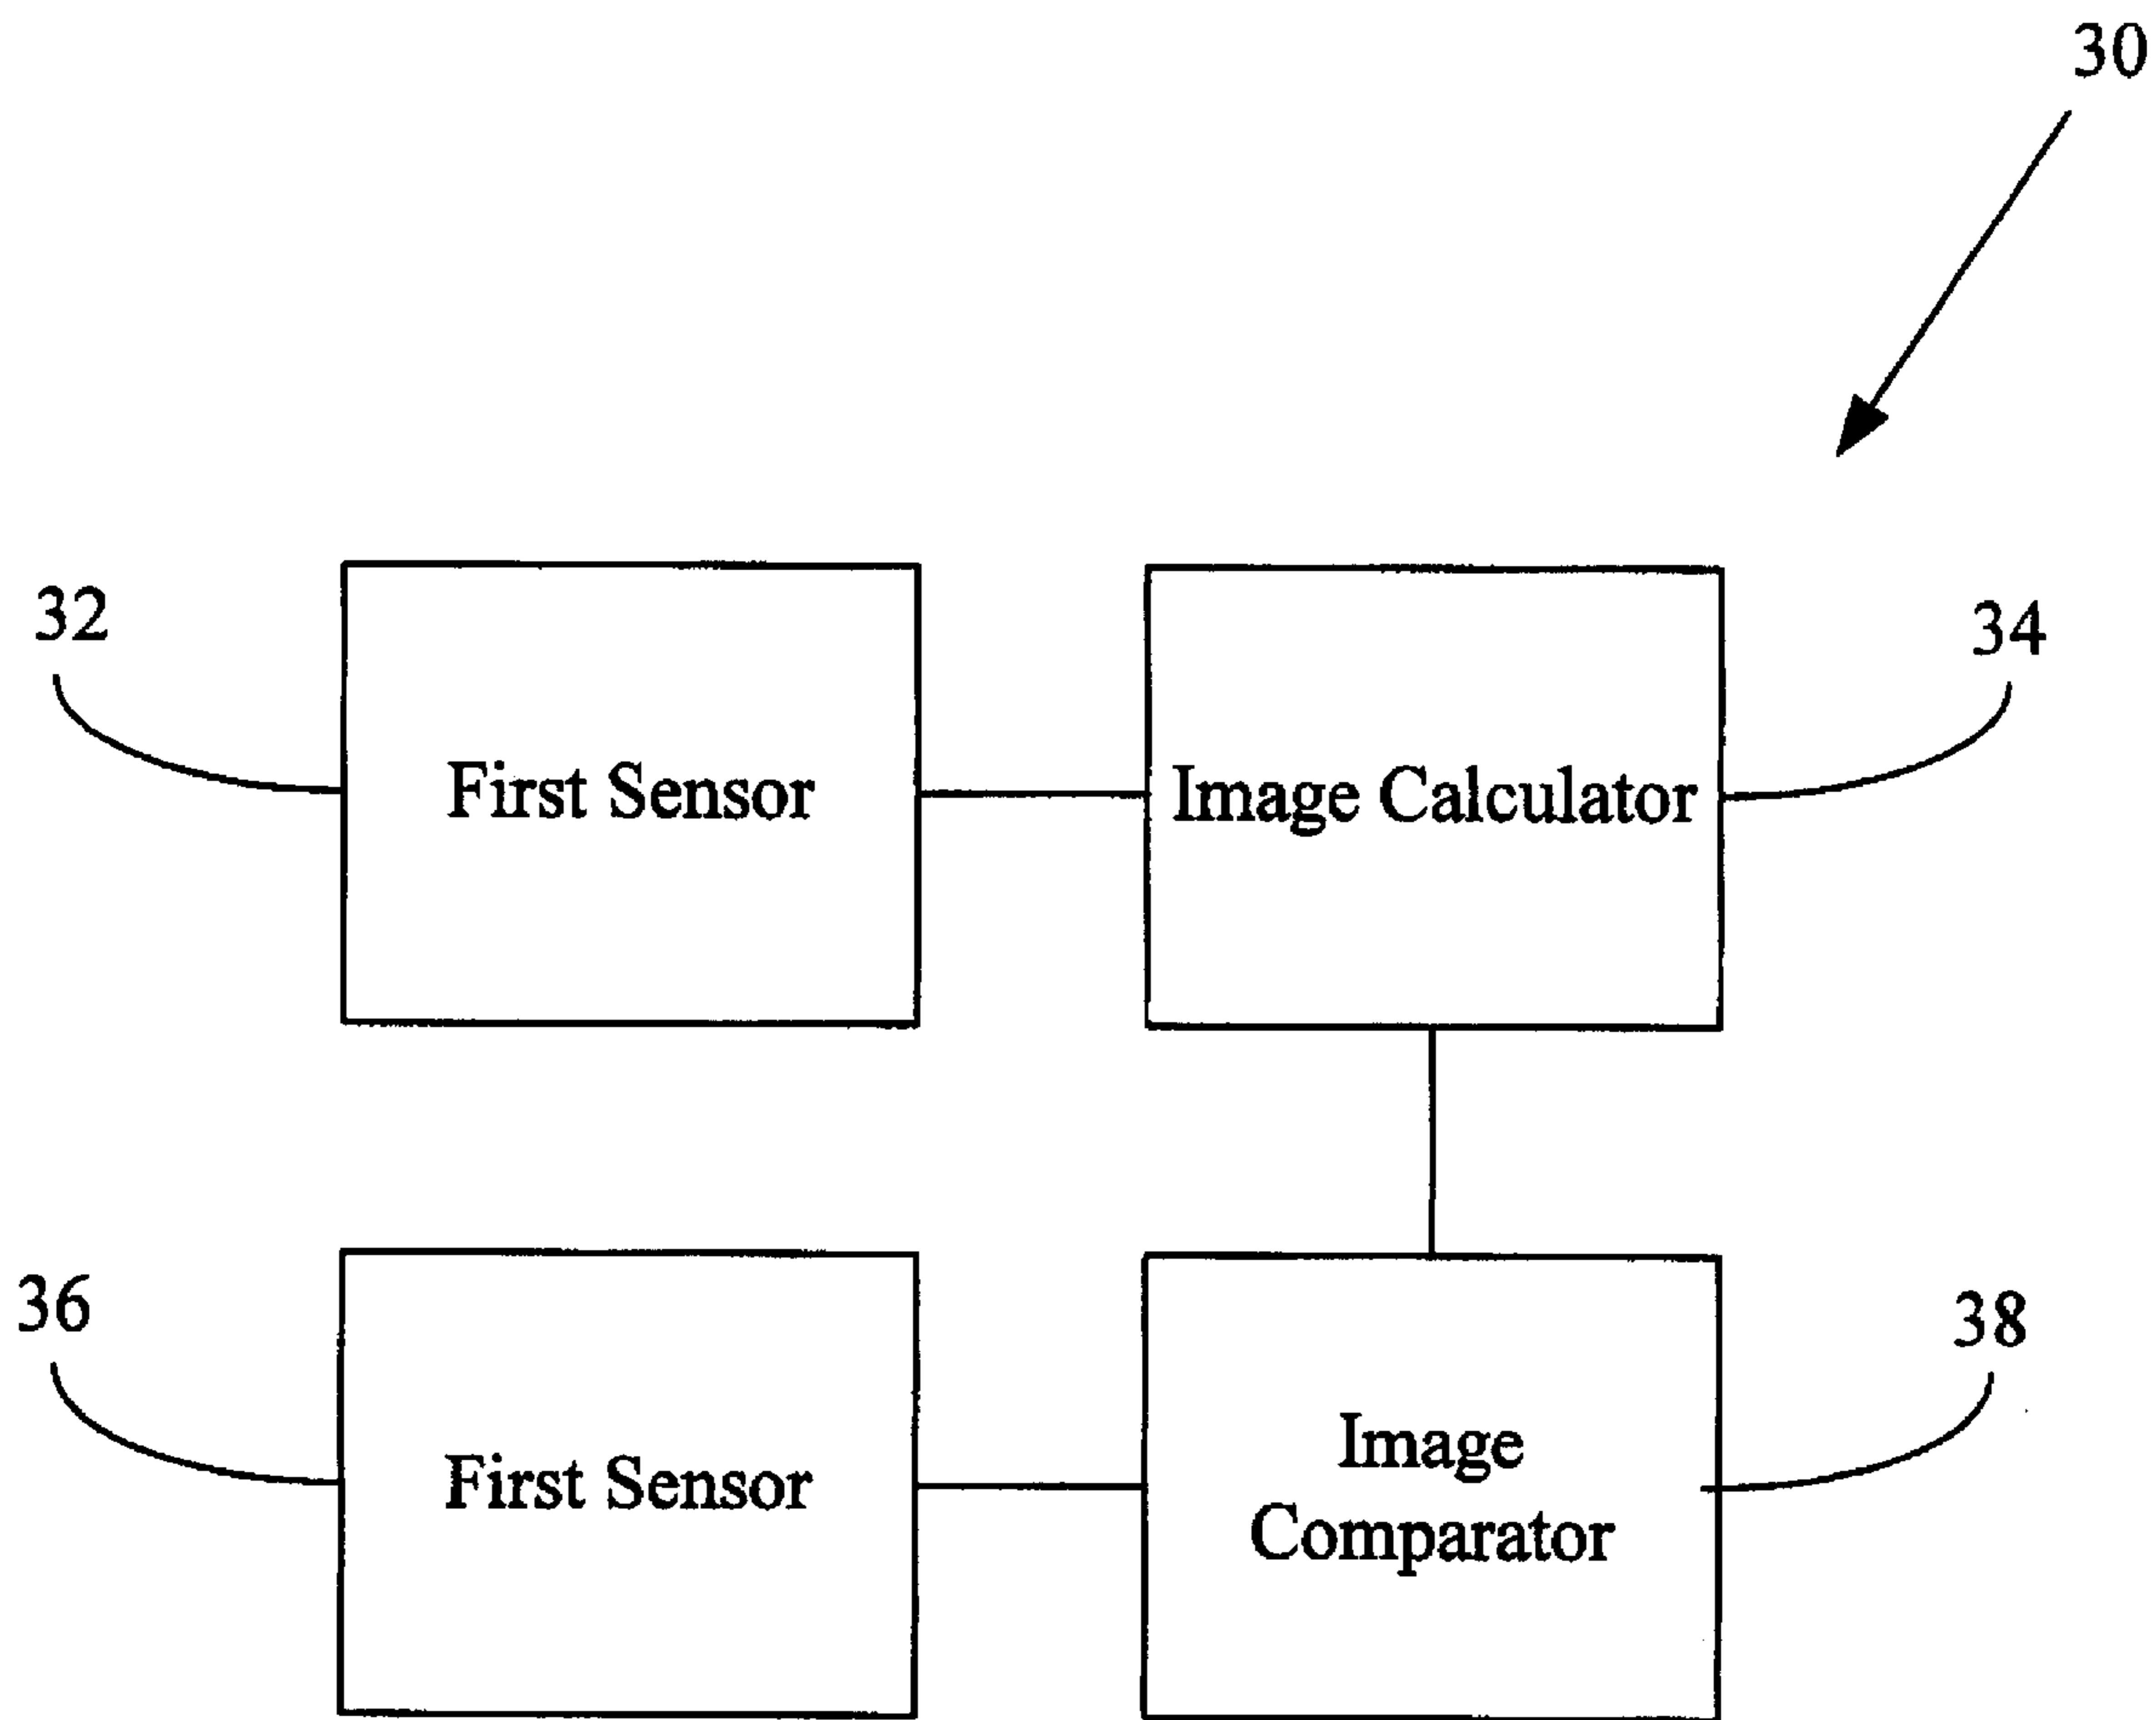 30
32
34
First Sensor
Image Calculator
36
38
First Sensor
Image
Comparator